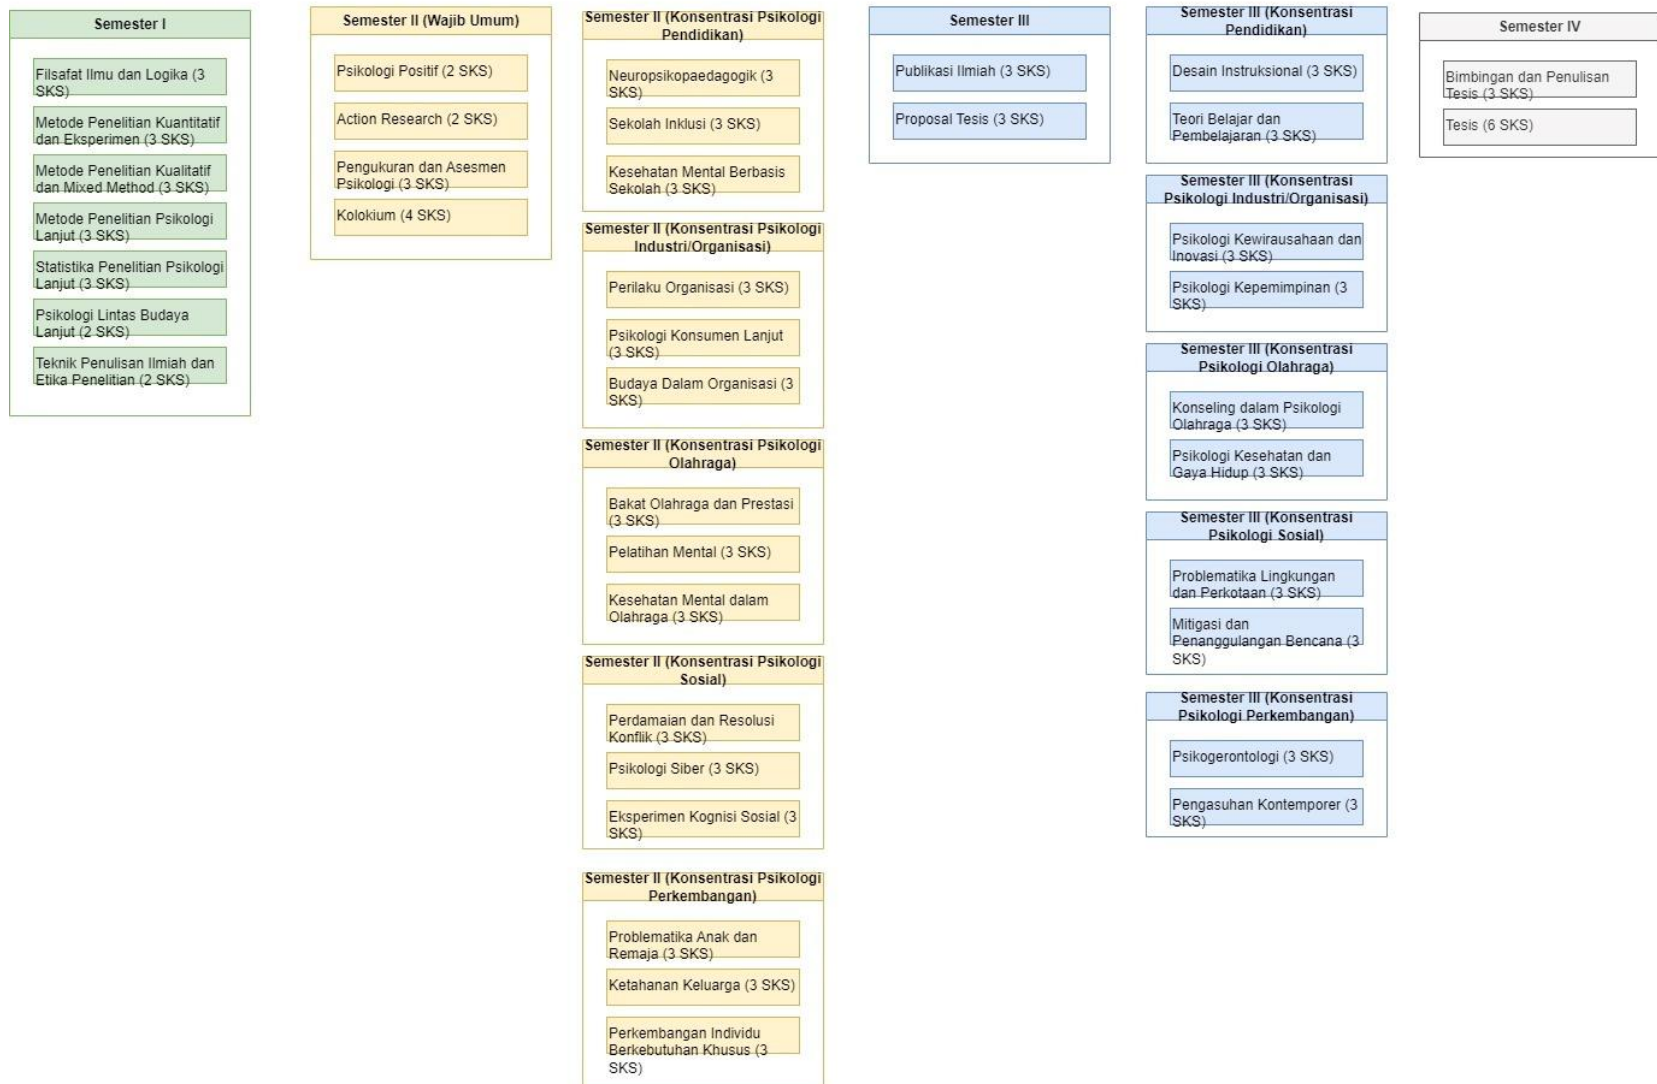 Semester I
Filsafat Ilmu dan Logika (3
SKS)
Metode Penelitian Kuantitatif
dan Eksperimen (3 SKS)
Metode Penelitian Kualitatif
dan Mixed Method (3 SKS)
Metode Penelitian Psikologi
Lanjut (3 SKS)
Statistika Penelitian Psikologi
Lanjut (3 SKS)
Psikologi Lintas Budaya
Lanjut (2 SKS)
Teknik Penulisan Ilmiah dan
Etika Penelitian (2 SKS)
Semester II (Wajib Umum)
Psikologi Positif (2 SKS)
Action Research (2 SKS)
Pengukuran dan Asesmen
Psikologi (3 SKS)
Kolokium (4 SKS)
Semester II (Konsentrasi Psikologi
Pendidikan)
Neuropsikopaedagogik (3
SKS)
Sekolah Inklusi (3 SKS)
Kesehatan Mental Berbasis
Sekolah (3 SKS)
Semester II (Konsentrasi Psikologi
Industri/Organisasi)
Perilaku Organisasi (3 SKS)
Psikologi Konsumen Lanjut
(3 SKS)
Budaya Dalam Organisasi (3
SKS)
Semester II (Konsentrasi Psikologi
Olahraga)
Bakat Olahraga dan Prestasi
(3 SKS)
Pelatihan Mental (3 SKS)
Kesehatan Mental dalam
Olahraga (3 SKS)
Semester II (Konsentrasi Psikologi
Sosial)
Perdamaian dan Resolusi
Konflik (3 SKS)
Psikologi Siber (3 SKS)
Eksperimen Kognisi Sosial (3
SKS)
Semester II (Konsentrasi Psikologi
Perkembangan)
Problematika Anak dan
Remaja (3 SKS)
Ketahanan Keluarga (3 SKS)
Perkembangan Individu
Berkebutuhan Khusus (3
SKS)
Semester III
Publikasi Ilmiah (3 SKS)
Proposal Tesis (3 SKS)
Semester III (Konsentrasi
Pendidikan)
Desain Instruksional (3 SKS)
Teori Belajar dan
Pembelajaran (3 SKS)
Semester III (Konsentrasi
Psikologi Industri/Organisasi)
Psikologi Kewirausahaan dan
Inovasi (3 SKS)
Psikologi Kepemimpinan (3
SKS)
Semester III (Konsentrasi
Psikologi Olahraga)
Konseling dalam Psikologi
Olahraga (3 SKS)
Psikologi Kesehatan dan
Gaya Hidup (3 SKS)
Semester III (Konsentrasi
Psikologi Sosial)
Problematika Lingkungan
dan Perkotaan (3 SKS)
Mitigasi dan
Penanggulangan Bencana (3
SKS)
Semester III (Konsentrasi
Psikologi Perkembangan)
Psikogerontologi (3 SKS)
Pengasuhan Kontemporer (3
SKS)
Semester IV
Bimbingan dan Penulisan
Tesis (3 SKS)
Tesis (6 SKS)